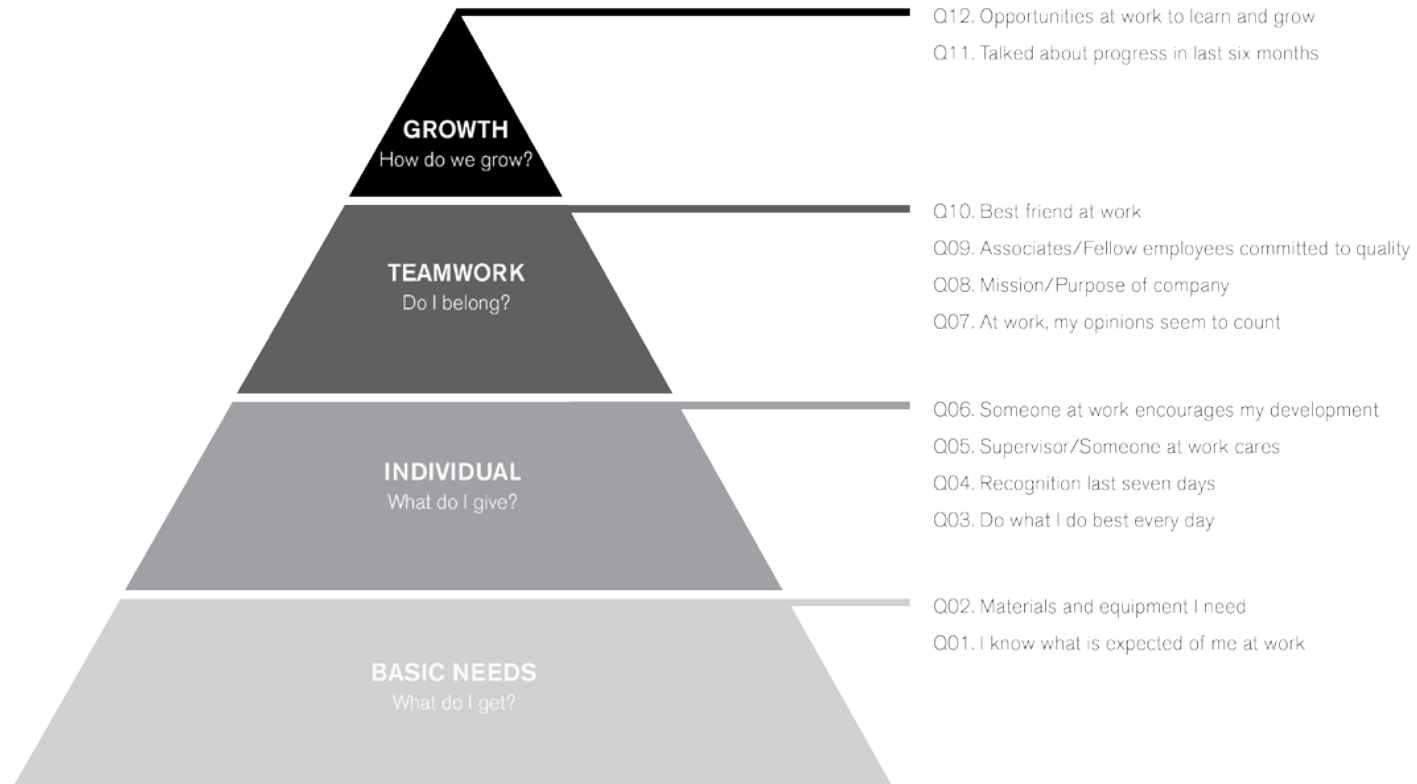 GROWTH
How do we grow?
Q12. Opportunities at work to learn and grow
Q11. Talked about progress in last six months
TEAMWORK
Do I belong?
Q10. Best friend at work
Q09. Associates/Fellow employees committed to quality
Q08. Mission/Purpose of company
Q07. At work, my opinions seem to count
INDIVIDUAL
What do I give?
Q06. Someone at work encourages my development
Q05. Supervisor/Someone at work cares
Q04. Recognition last seven days
Q03. Do what I do best every day
BASIC NEEDS
What do I get?
Q02. Materials and equipment I need
Q01. I know what is expected of me at work